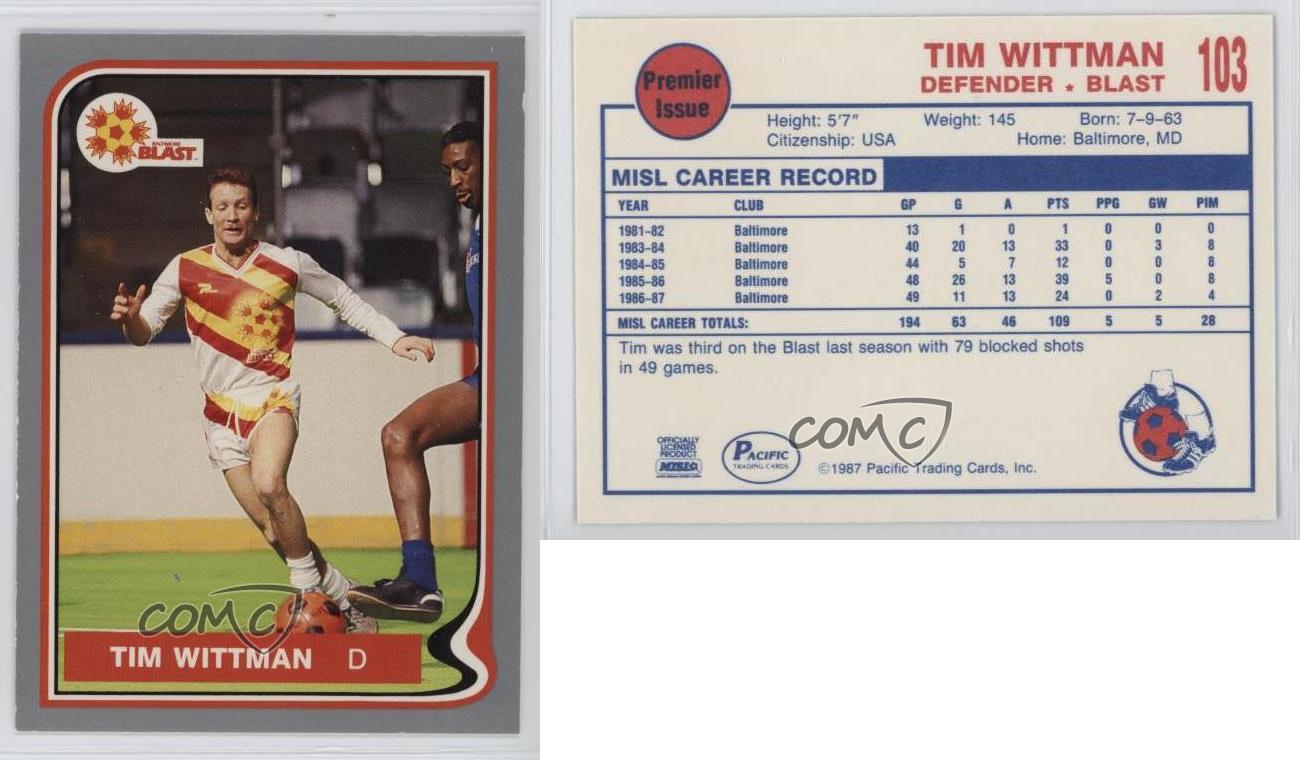 BALTIMORE
BLAST
COMC
TIM WITTMAN D
Premier
Issue
TIM WITTMAN 103
DEFENDER ★ BLAST
Height: 5'7" Weight: 145 Born: 7-9-63
Citizenship: USA Home: Baltimore, MD
MISL CAREER RECORD
YEAR CLUB GP G A PTS PPG GW PIM
1981-82 Baltimore 13 1 0 1 0 0 0
1983-84 Baltimore 40 20 13 33 0 3 8
1984-85 Baltimore 44 5 7 12 0 0 8
1985-86 Baltimore 48 26 13 39 5 0 8
1986-87 Baltimore 49 11 13 24 0 2 4
MISL CAREER TOTALS: 194 63 46 109 5 5 28
Tim was third on the Blast last season with 79 blocked shots
in 49 games.
COMC
OFFICIALLY
LICENSED
PRODUCT
MISL
PACIFIC
TRADING CARDS
©1987 Pacific Trading Cards, Inc.